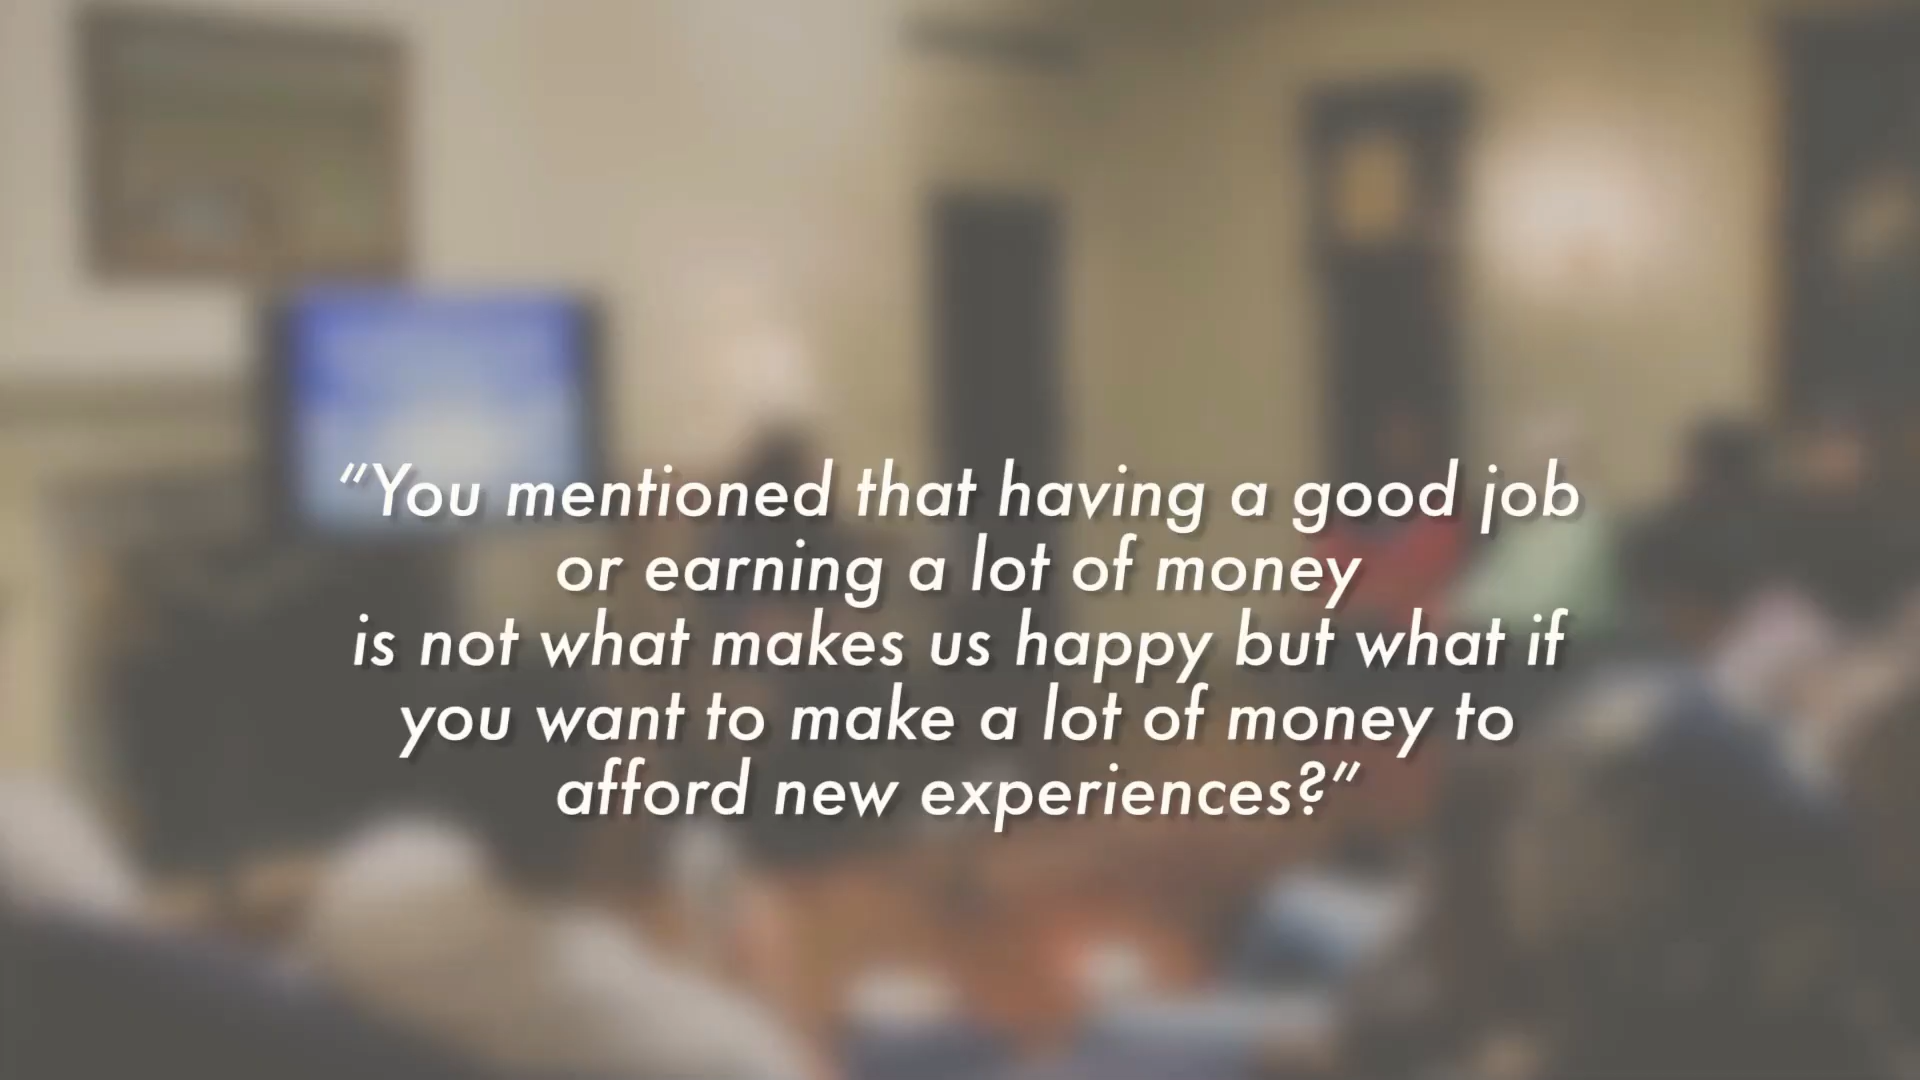 “You mentioned that having a good job
or earning a lot of money
is not what makes us happy but what if
you want to make a lot of money to
afford new experiences?”